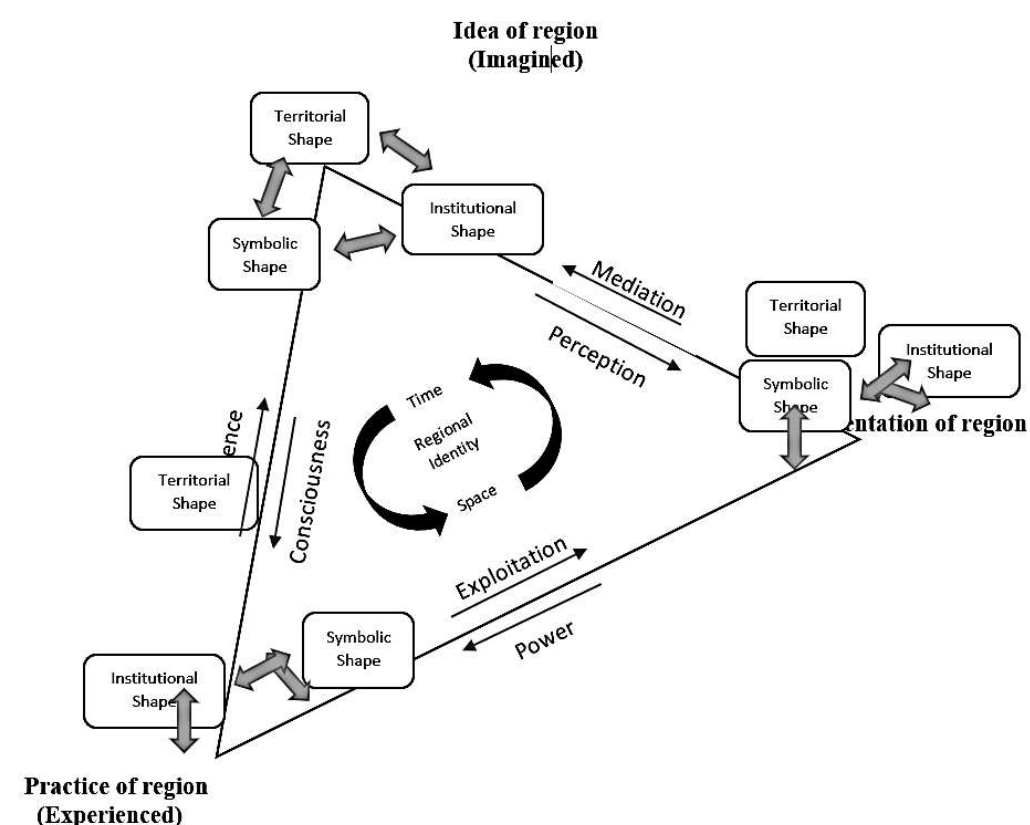 Idea of region
(Imagined)
Territorial
Shape
Institutional
Shape
Symbolic
Shape
Mediation
Perception
Territorial
Shape
Institutional
Shape
Symbolic
Shape
entation of region
Time
Regional
Identity
Space
ence
Consciousness
Territorial
Shape
Exploitation
Power
Symbolic
Shape
Institutional
Shape
Practice of region
(Experienced)